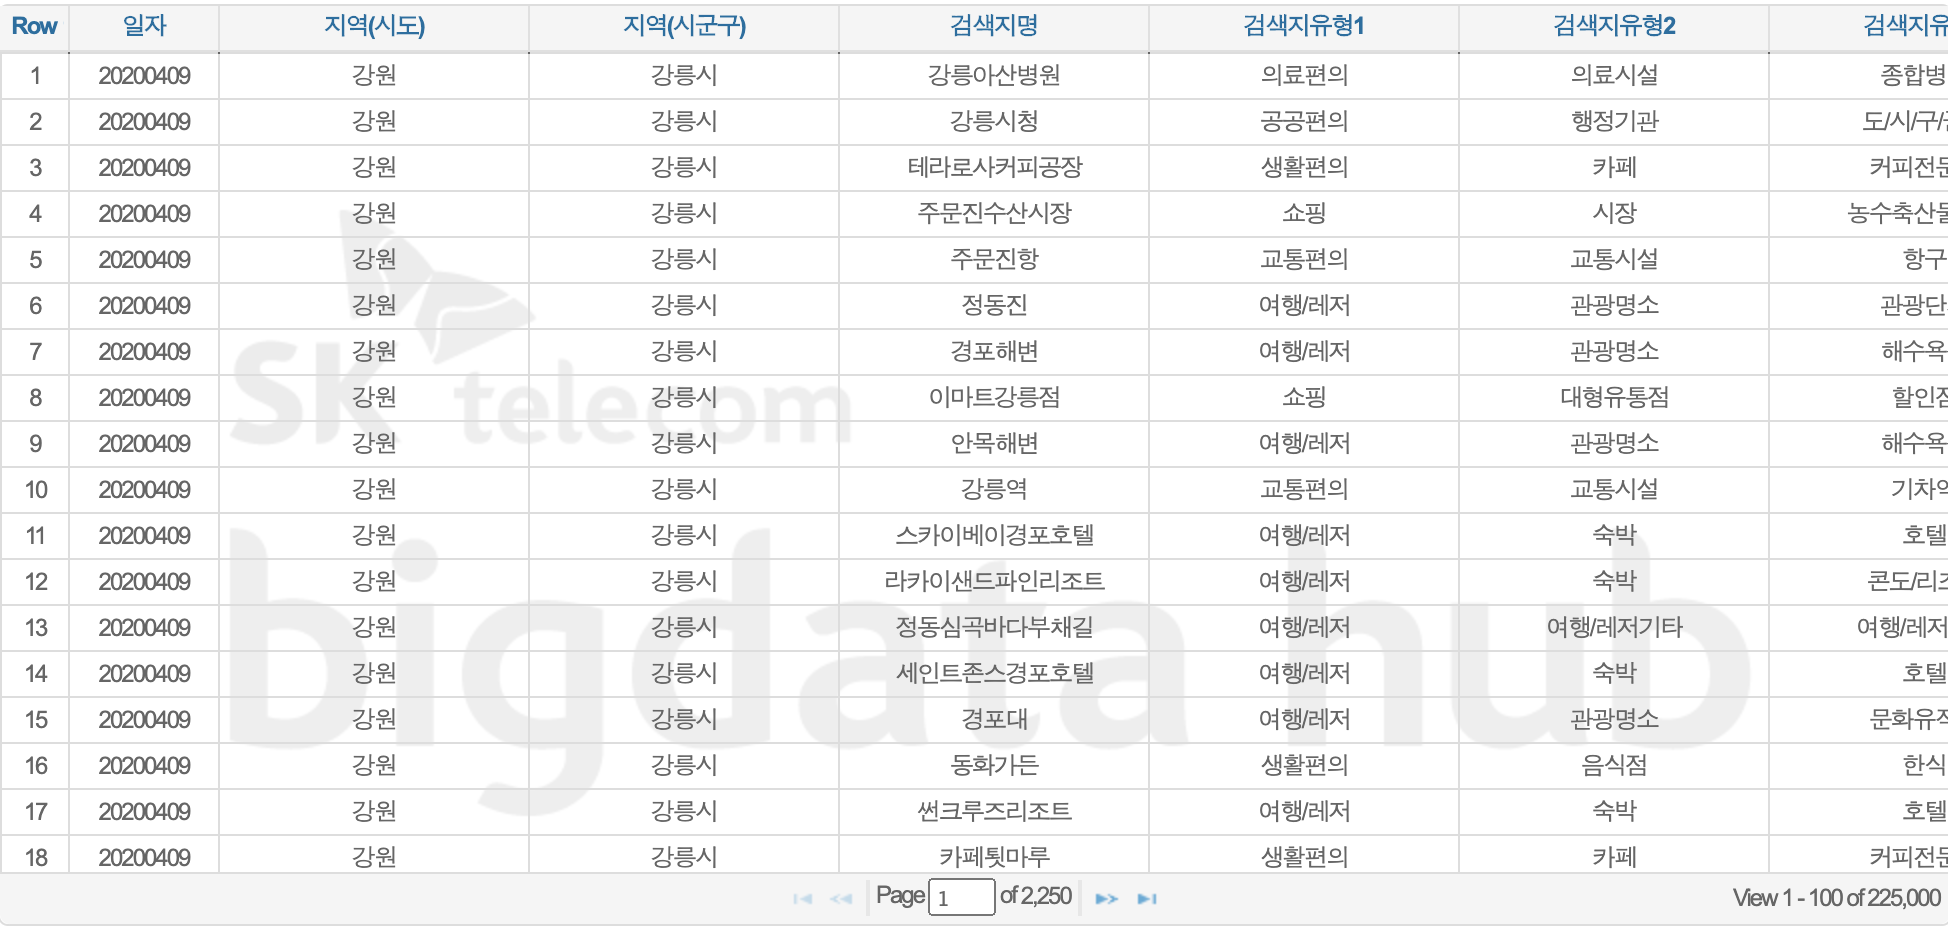 Row 일자 지역(시도) 지역(시군구) 검색지명 검색지유형1 검색지유형2 검색지유
1 20200409 강원 강릉시 강릉아산병원 의료편의 의료시설 종합병
2 20200409 강원 강릉시 강릉시청 공공편의 행정기관 도/시/구/
3 20200409 강원 강릉시 테라로사커피공장 생활편의 카페 커피전문
4 20200409 강원 강릉시 주문진수산시장 쇼핑 시장 농수축산물
5 20200409 강원 강릉시 주문진항 교통편의 교통시설 항구
6 20200409 강원 강릉시 정동진 여행/레저 관광명소 관광단
7 20200409 강원 강릉시 경포해변 여행/레저 관광명소 해수욕
8 20200409 강원 강릉시 이마트강릉점 쇼핑 대형유통점 할인점
9 20200409 강원 강릉시 안목해변 여행/레저 관광명소 해수욕
10 20200409 강원 강릉시 강릉역 교통편의 교통시설 기차역
11 20200409 강원 강릉시 스카이베이경포호텔 여행/레저 숙박 호텔
12 20200409 강원 강릉시 라카이샌드파인리조트 여행/레저 숙박 콘도/리조
13 20200409 강원 강릉시 정동심곡바다부채길 여행/레저 여행/레저기타 여행/레저
14 20200409 강원 강릉시 세인트존스경포호텔 여행/레저 숙박 호텔
15 20200409 강원 강릉시 경포대 여행/레저 관광명소 문화유적
16 20200409 강원 강릉시 동화가든 생활편의 음식점 한식
17 20200409 강원 강릉시 썬크루즈리조트 여행/레저 숙박 호텔
18 20200409 강원 강릉시 카페툇마루 생활편의 카페 커피전문
SK telecom
bigdata hub
Page 1 of 2,250 View 1 - 100 of 225,000